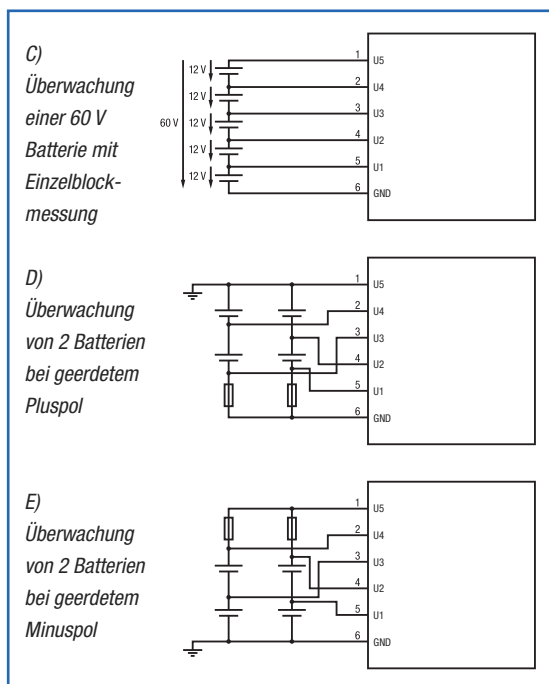 C)
Überwachung
einer 60 V
Batterie mit
Einzelblock-
messung
60 V
12 V
12 V
12 V
12 V
12 V
1 U5
2 U4
3 U3
4 U2
5 U1
6 GND
D)
Überwachung
von 2 Batterien
bei geerdetem
Pluspol
1 U5
2 U4
3 U3
4 U2
5 U1
6 GND
E)
Überwachung
von 2 Batterien
bei geerdetem
Minuspol
1 U5
2 U4
3 U3
4 U2
5 U1
6 GND